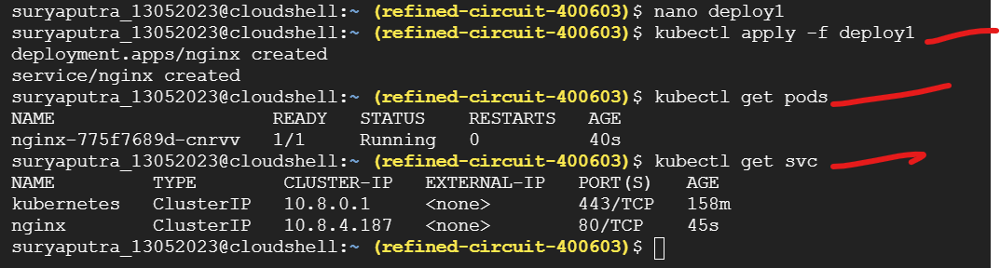 suryaputra_13052023@cloudshell:~ (refined-circuit-400603)$ nano deploy1
suryaputra_13052023@cloudshell:~ (refined-circuit-400603)$ kubectl apply -f deploy1
deployment.apps/nginx created
service/nginx created
suryaputra_13052023@cloudshell:~ (refined-circuit-400603)$ kubectl get pods
NAME READY STATUS RESTARTS AGE
nginx-775f7689d-cnrvv 1/1 Running 0 40s
suryaputra_13052023@cloudshell:~ (refined-circuit-400603)$ kubectl get svc
NAME TYPE CLUSTER-IP EXTERNAL-IP PORT(S) AGE
kubernetes ClusterIP 10.8.0.1 <none> 443/TCP 158m
nginx ClusterIP 10.8.4.187 <none> 80/TCP 45s
suryaputra_13052023@cloudshell:~ (refined-circuit-400603)$